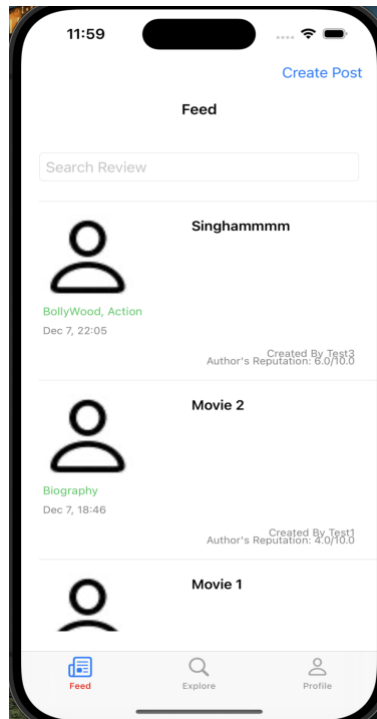 11:59
Create Post
Feed
Search Review
Singhammmm
BollyWood, Action
Dec 7, 22:05
Created By Test3
Author's Reputation: 6.0/10.0
Movie 2
Biography
Dec 7, 18:46
Created By Test1
Author's Reputation: 4.0/10.0
Movie 1
Feed
Explore
Profile